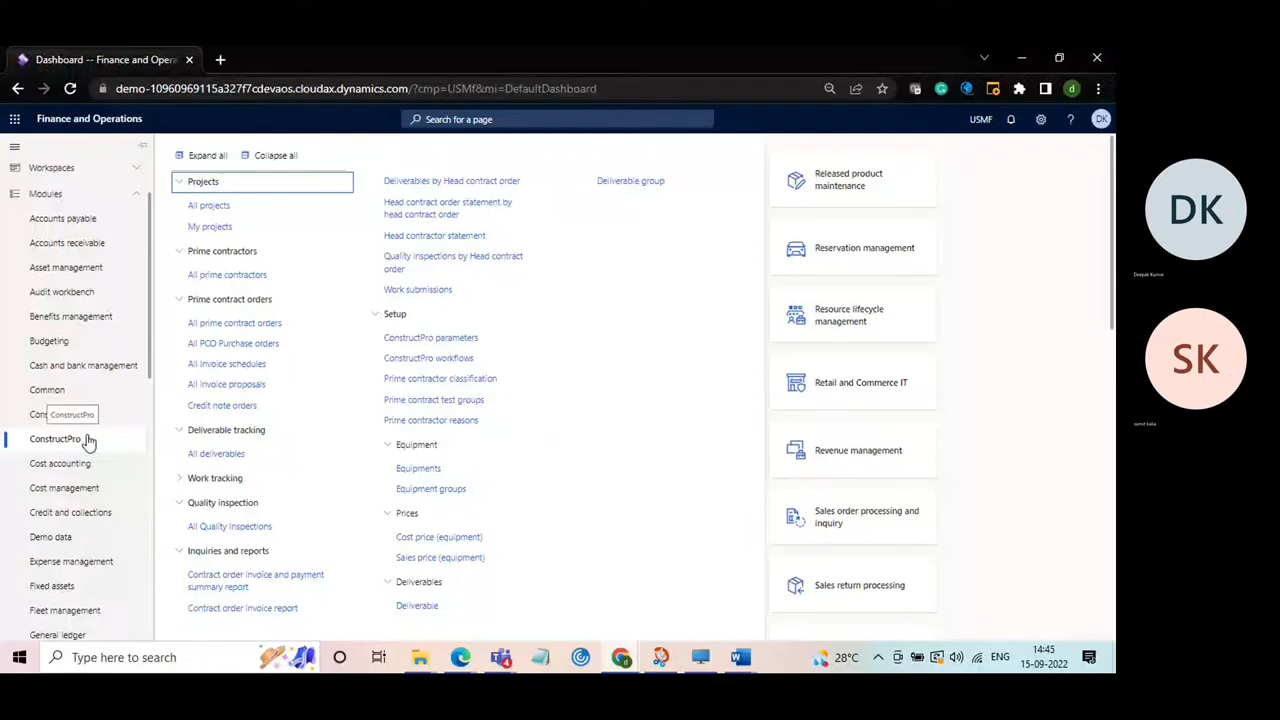 Dashboard -- Finance and Opera
demo-10960969115a327f7cdevaos.cloudax.dynamics.com/?cmp=USMf&mi=DefaultDashboard
d
Finance and Operations
Search for a page
USMF
DK
Workspaces
Modules
Accounts payable
Accounts receivable
Asset management
Audit workbench
Benefits management
Budgeting
Cash and bank management
Common
Cons
ConstructPro
ConstructPro
Cost accounting
Cost management
Credit and collections
Demo data
Expense management
Fixed assets
Fleet management
General ledger
Expand all
Collapse all
Projects
All projects
My projects
Prime contractors
All prime contractors
Prime contract orders
All prime contract orders
All PCO Purchase orders
All Invoice schedules
All Invoice proposals
Credit note orders
Deliverable tracking
All deliverables
Work tracking
Quality inspection
All Quality Inspections
Inquiries and reports
Contract order invoice and payment
summary report
Contract order invoice report
Deliverables by Head contract order
Head contract order statement by
head contract order
Head contractor statement
Quality inspections by Head contract
order
Work submissions
Setup
ConstructPro parameters
ConstructPro workflows
Prime contractor classification
Prime contract test groups
Prime contractor reasons
Equipment
Equipments
Equipment groups
Prices
Cost price (equipment)
Sales price (equipment)
Deliverables
Deliverable
Deliverable group
Released product
maintenance
Reservation management
Resource lifecycle
management
Retail and Commerce IT
Revenue management
Sales order processing and
inquiry
Sales return processing
DK
Deepak Kumar
SK
sumit kalia
Type here to search
4
d
28°C
ENG
14:45
15-09-2022